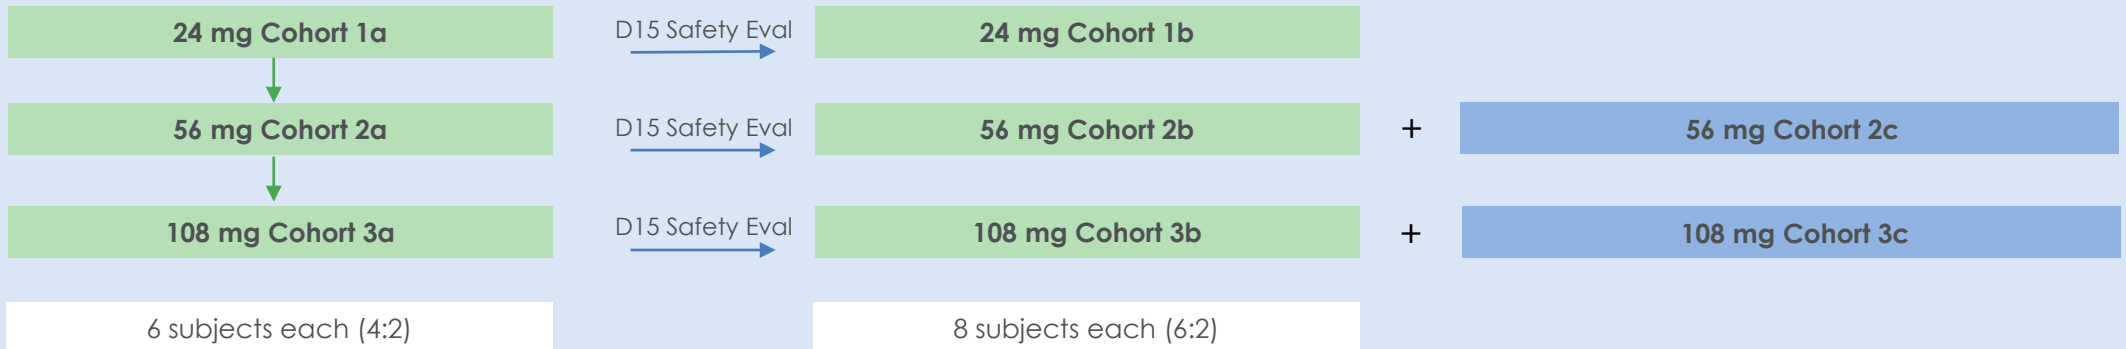 24 mg Cohort 1a
D15 Safety Eval
24 mg Cohort 1b
56 mg Cohort 2a
D15 Safety Eval
56 mg Cohort 2b
+
56 mg Cohort 2c
108 mg Cohort 3a
D15 Safety Eval
108 mg Cohort 3b
+
108 mg Cohort 3c
6 subjects each (4:2)
8 subjects each (6:2)